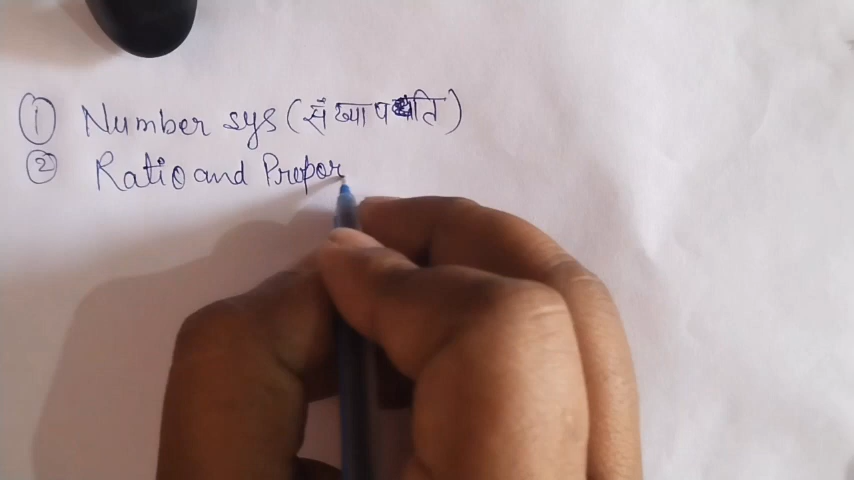 ① Number sys (संख्या पद्धति)
② Ratio and Propor